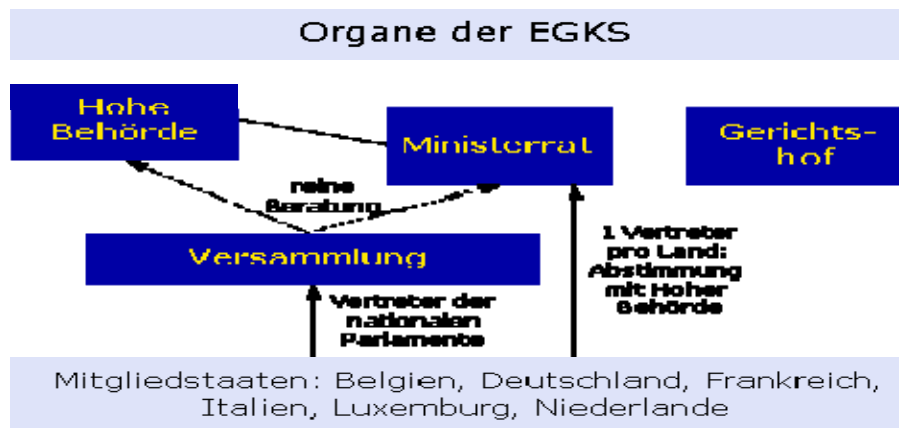 Organe der EGKS
Hohe
Behörde
Ministerrat
Gerichts-
hof
reine
Beratung
Versammlung
1 Vertreter
pro Land:
Abstimmung
mit Hoher
Behörde
Vertreter der
nationalen
Parlamente
Mitgliedstaaten: Belgien, Deutschland, Frankreich,
Italien, Luxemburg, Niederlande